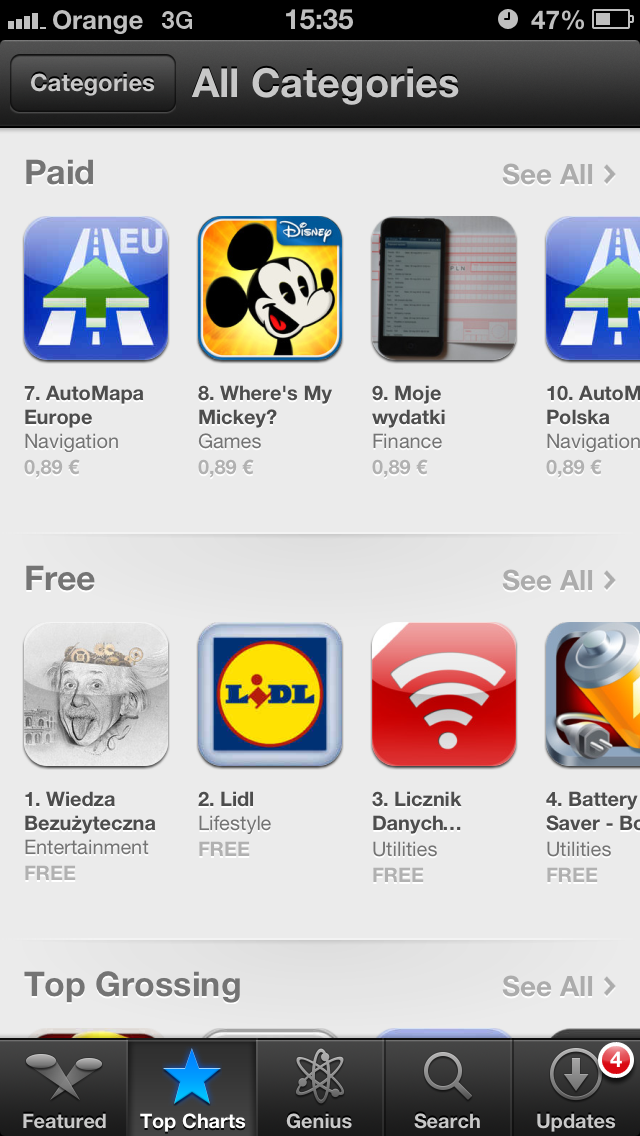 Orange 3G 15:35 47%
Categories All Categories
Paid See All
EU
Disney
PLN
7. AutoMapa
Europe
Navigation
0,89 €
8. Where's My
Mickey?
Games
0,89 €
9. Moje
wydatki
Finance
0,89 €
10. AutoM
Polska
Navigation
0,89 €
Free See All
LiDL
1. Wiedza
Bezużyteczna
Entertainment
FREE
2. Lidl
Lifestyle
FREE
3. Licznik
Danych...
Utilities
FREE
4. Battery
Saver - Bo
Utilities
FREE
Top Grossing See All
4
Featured Top Charts Genius Search Updates